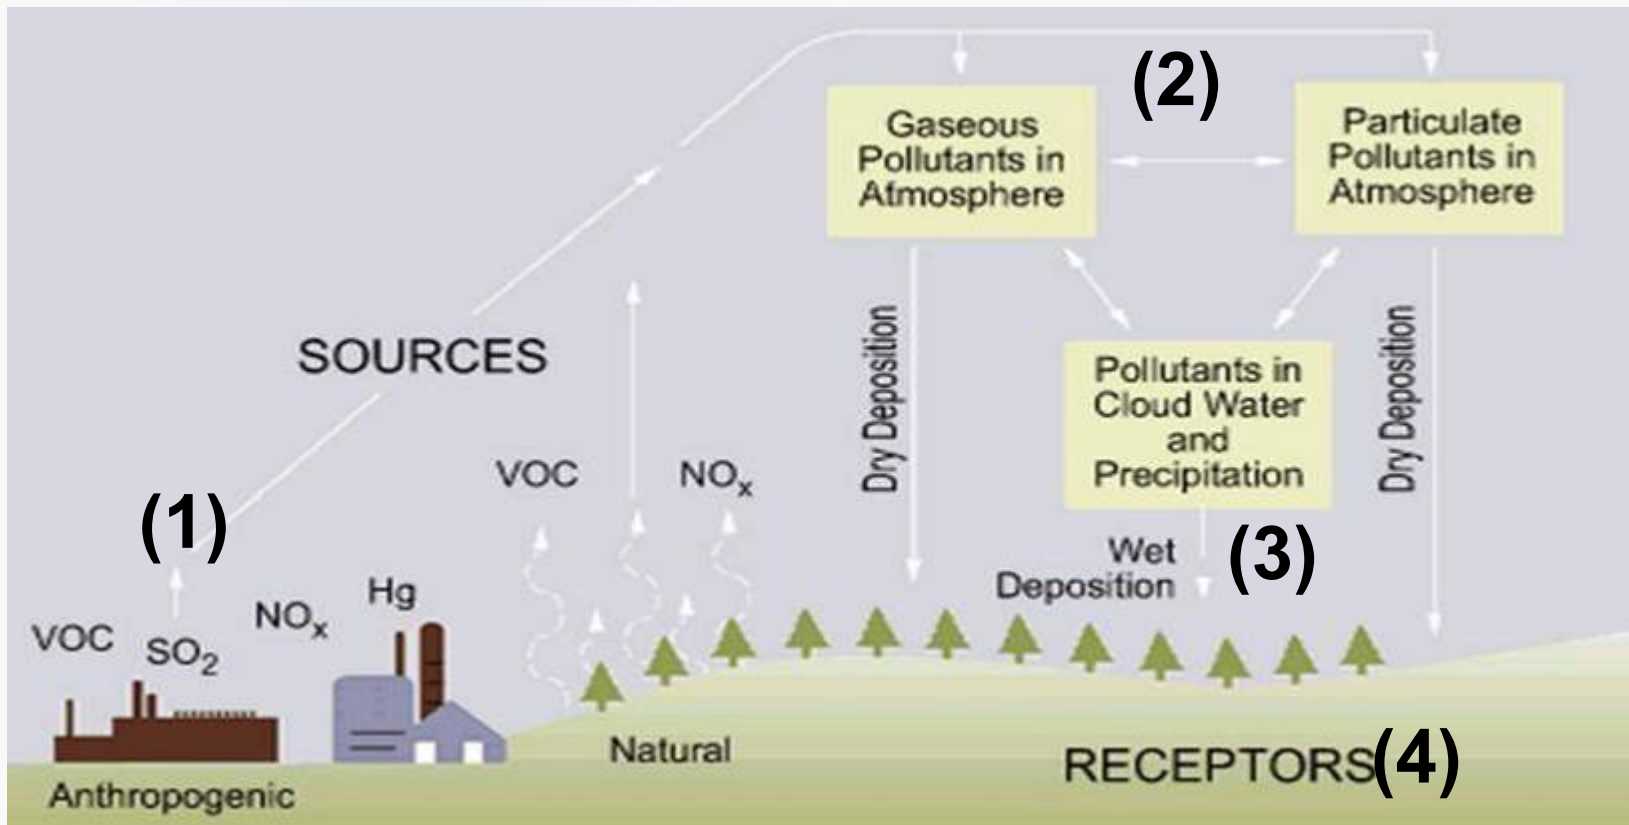 (2)
Gaseous
Pollutants in
Atmosphere
Particulate
Pollutants in
Atmosphere
SOURCES
Dry Deposition
Pollutants in
Cloud Water
and
Precipitation
Dry Deposition
VOC
NOx
(1)
Wet
Deposition
(3)
Hg
NOx
VOC
SO2
Natural
RECEPTORS(4)
Anthropogenic